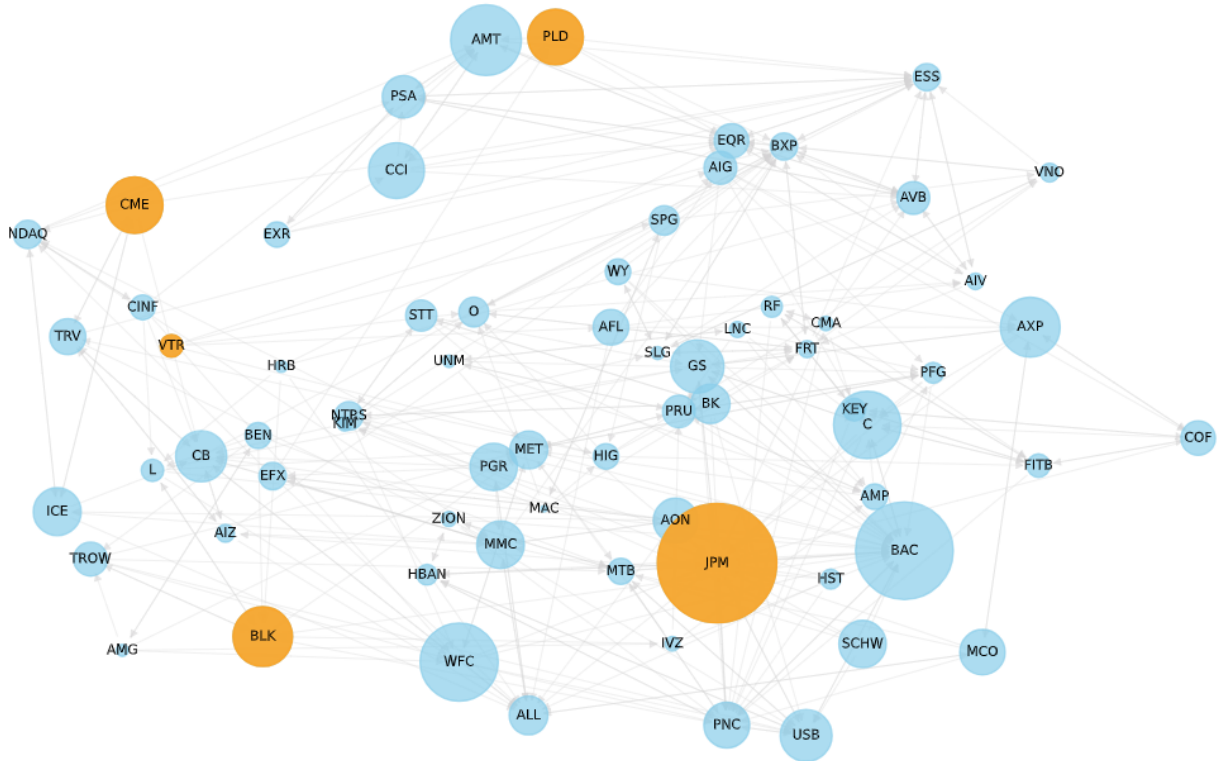 AMT
PLD
ESS
PSA
EQR
BXP
AIG
CCI
VNO
AVB
CME
SPG
NDAQ
EXR
WY
AIV
CINF
RF
O
STT
CMA
AXP
AFL
LNC
TRV
VTR
FRT
SLG
UNM
HRB
GS
PFG
BK
KEY
PRU
NTRS
KIM
C
BEN
COF
MET
CB
HIG
FITB
PGR
L
EFX
AMP
MAC
ICE
ZION
AON
AIZ
MMC
BAC
TROW
JPM
MTB
HBAN
HST
BLK
IVZ
SCHW
AMG
MCO
WFC
ALL
PNC
USB